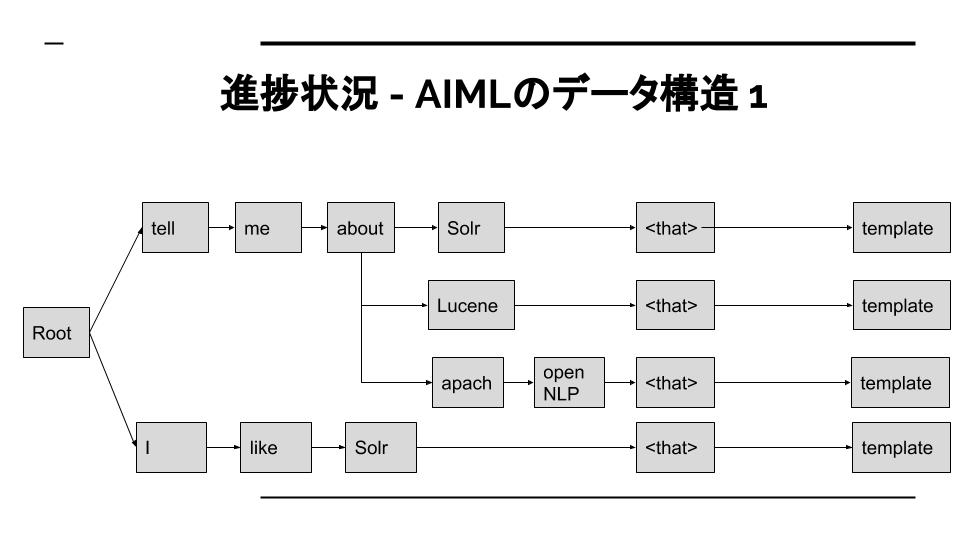 進捗状況 - AIMLのデータ構造 1
tell
me
about
Solr
<that>
template
Lucene
<that>
template
Root
apach
open
NLP
<that>
template
I
like
Solr
<that>
template